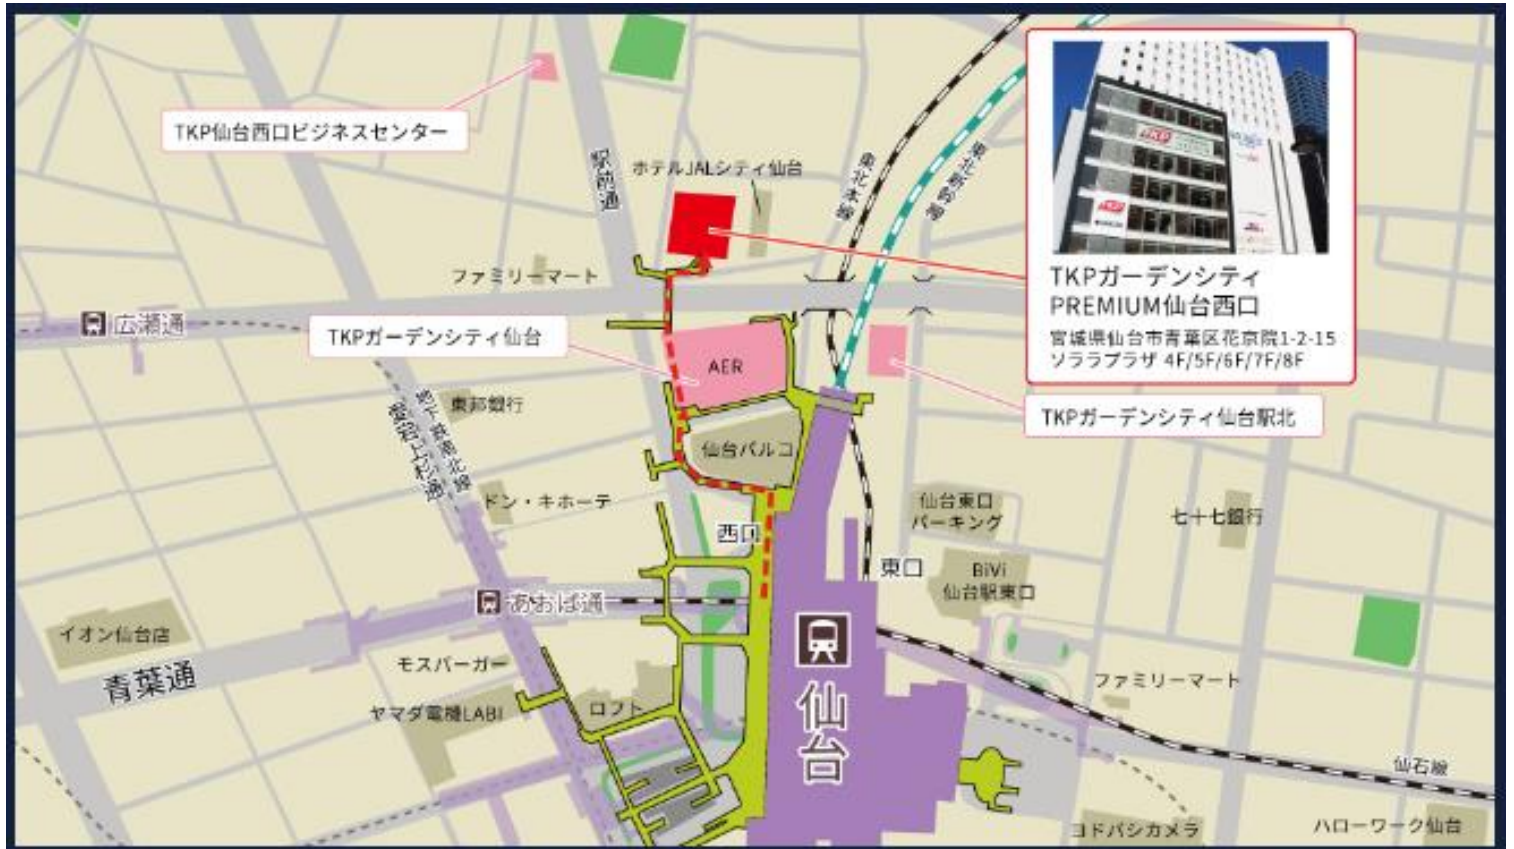 TKP仙台西口ビジネスセンター
駅前通
ホテルJALシティ仙台
東北本線
東北新幹線
TKP
TKP
TKPガーデンシティ
PREMIUM仙台西口
宮城県仙台市青葉区花京院1-2-15
ソララプラザ 4F/5F/6F/7F/8F
ファミリーマート
広瀬通
TKPガーデンシティ仙台
AER
TKPガーデンシティ仙台駅北
東邦銀行
地下鉄南北線
仙台パルコ
ドン・キホーテ
西口
仙台東口
パーキング
七十七銀行
東口
BiVi
仙台駅東口
あおば通
イオン仙台店
青葉通
モスバーガー
ヤマダ電機LABI
ロフト
仙台
ファミリーマート
仙石線
ヨドバシカメラ
ハローワーク仙台